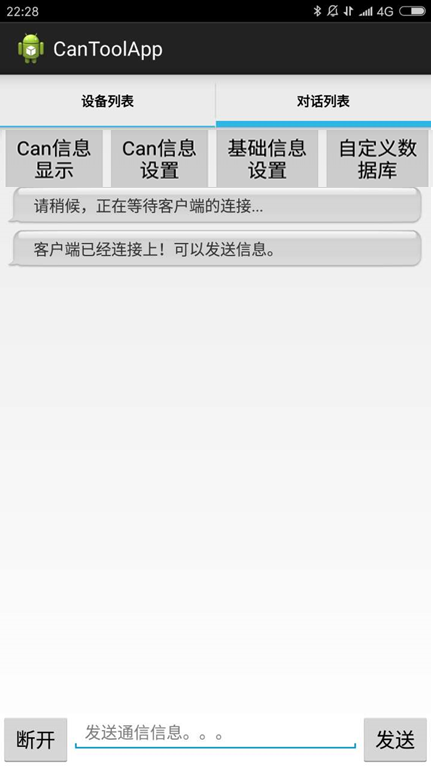 22:28
4G
CanToolApp
设备列表
对话列表
Can信息
显示
Can信息
设置
基础信息
设置
自定义数
据库
请稍候，正在等待客户端的连接...
客户端已经连接上！可以发送信息。
断开
发送通信信息。。。
发送